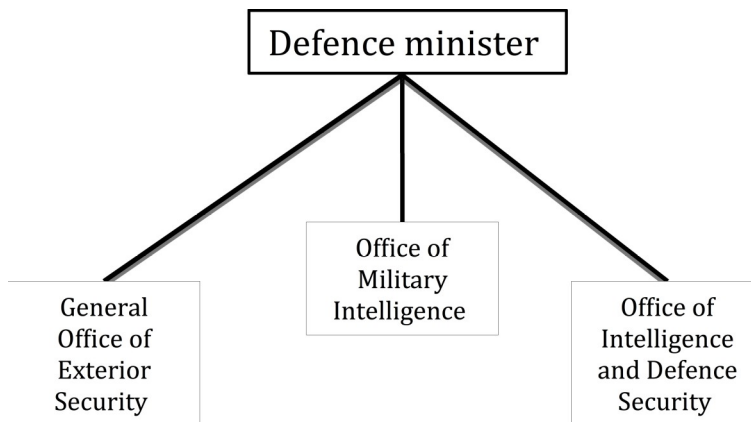 Defence minister
Office of
Military
Intelligence
General
Office of
Exterior
Security
Office of
Intelligence
and Defence
Security